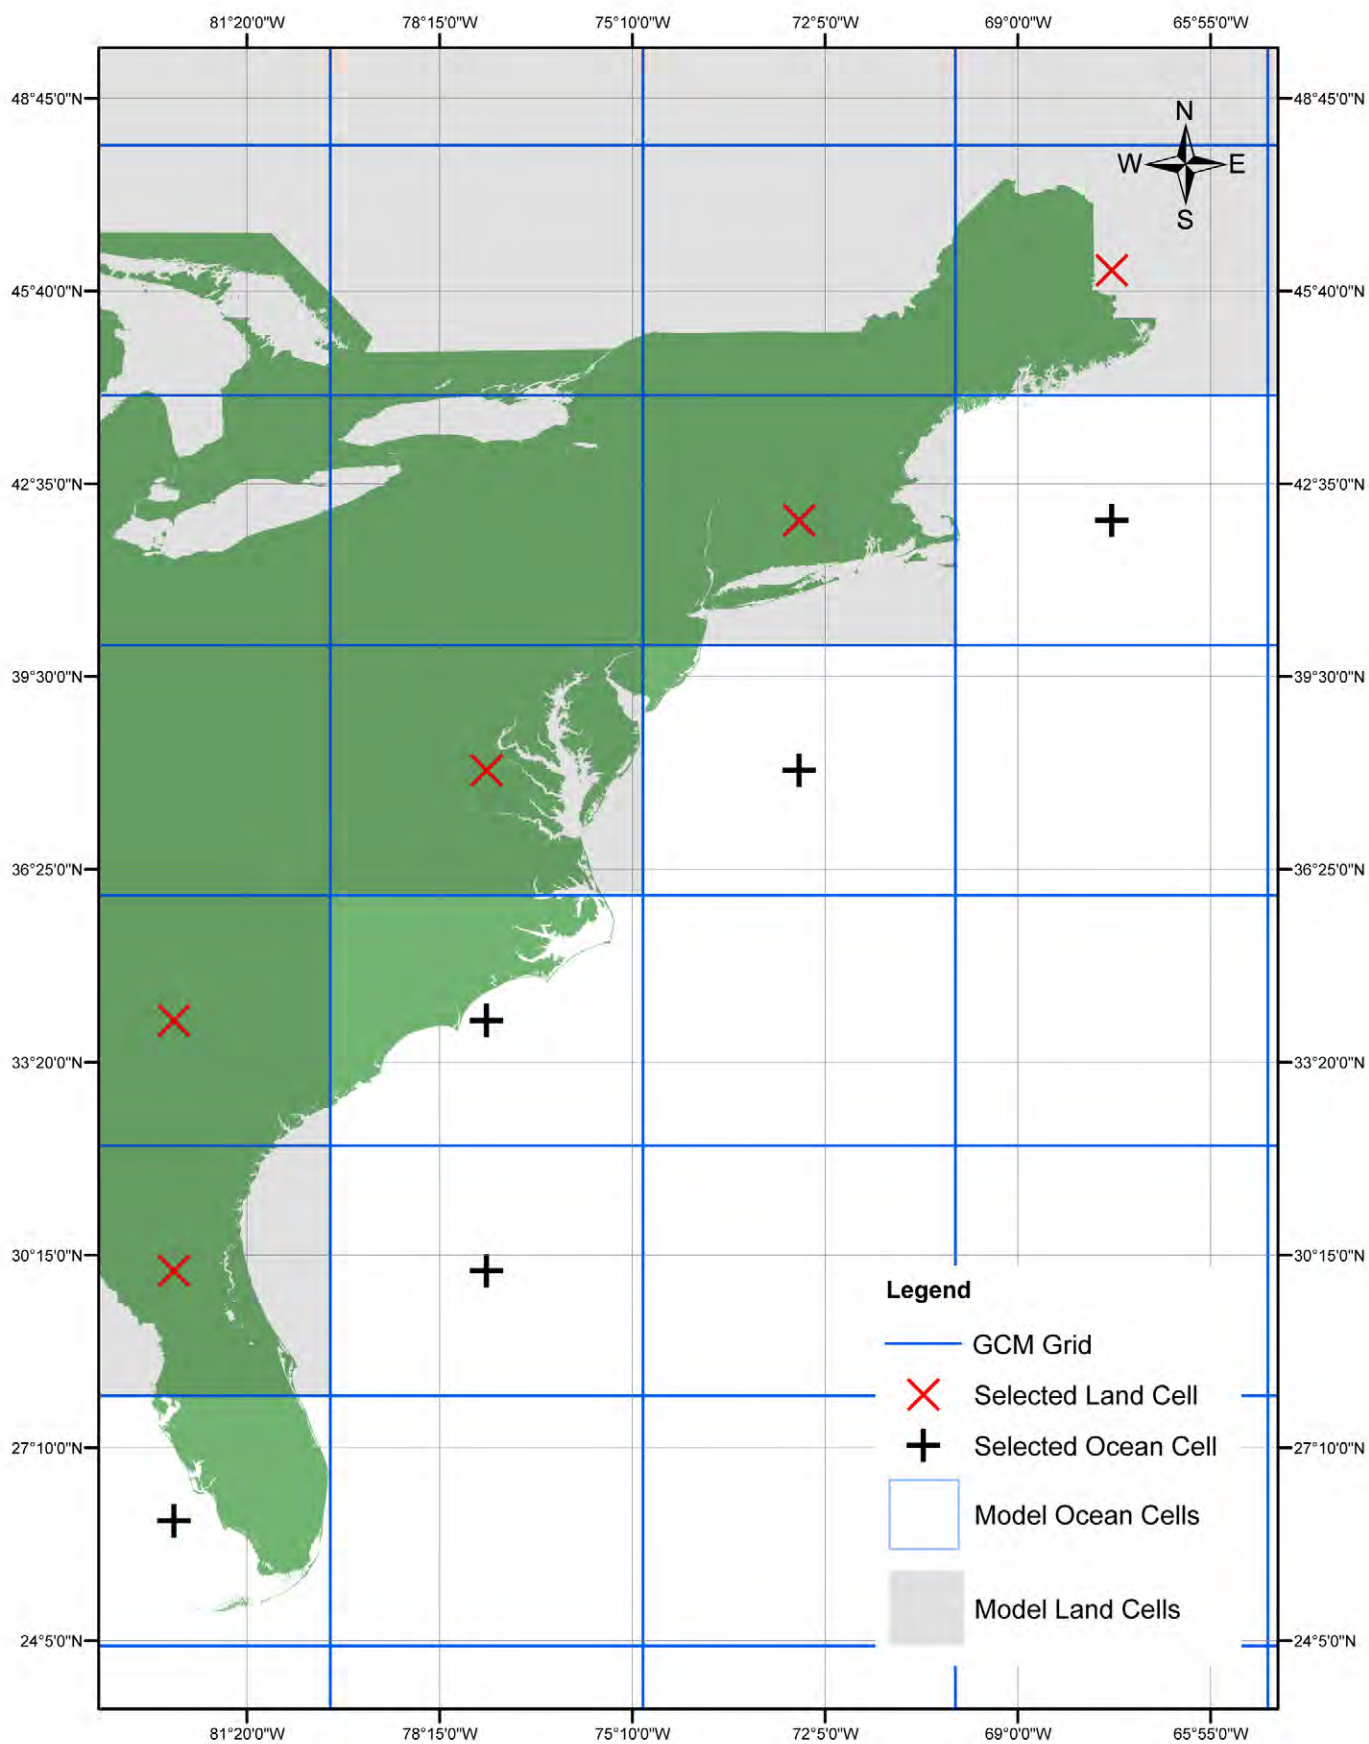 81°20'0"W 78°15'0"W 75°10'0"W 72°5'0"W 69°0'0"W 65°55'0"W
48°45'0"N 48°45'0"N
N
W E
S
45°40'0"N 45°40'0"N
42°35'0"N 42°35'0"N
39°30'0"N 39°30'0"N
36°25'0"N 36°25'0"N
33°20'0"N 33°20'0"N
30°15'0"N 30°15'0"N
Legend
GCM Grid
Selected Land Cell
Selected Ocean Cell
27°10'0"N 27°10'0"N
Model Ocean Cells
Model Land Cells
24°5'0"N 24°5'0"N
81°20'0"W 78°15'0"W 75°10'0"W 72°5'0"W 69°0'0"W 65°55'0"W